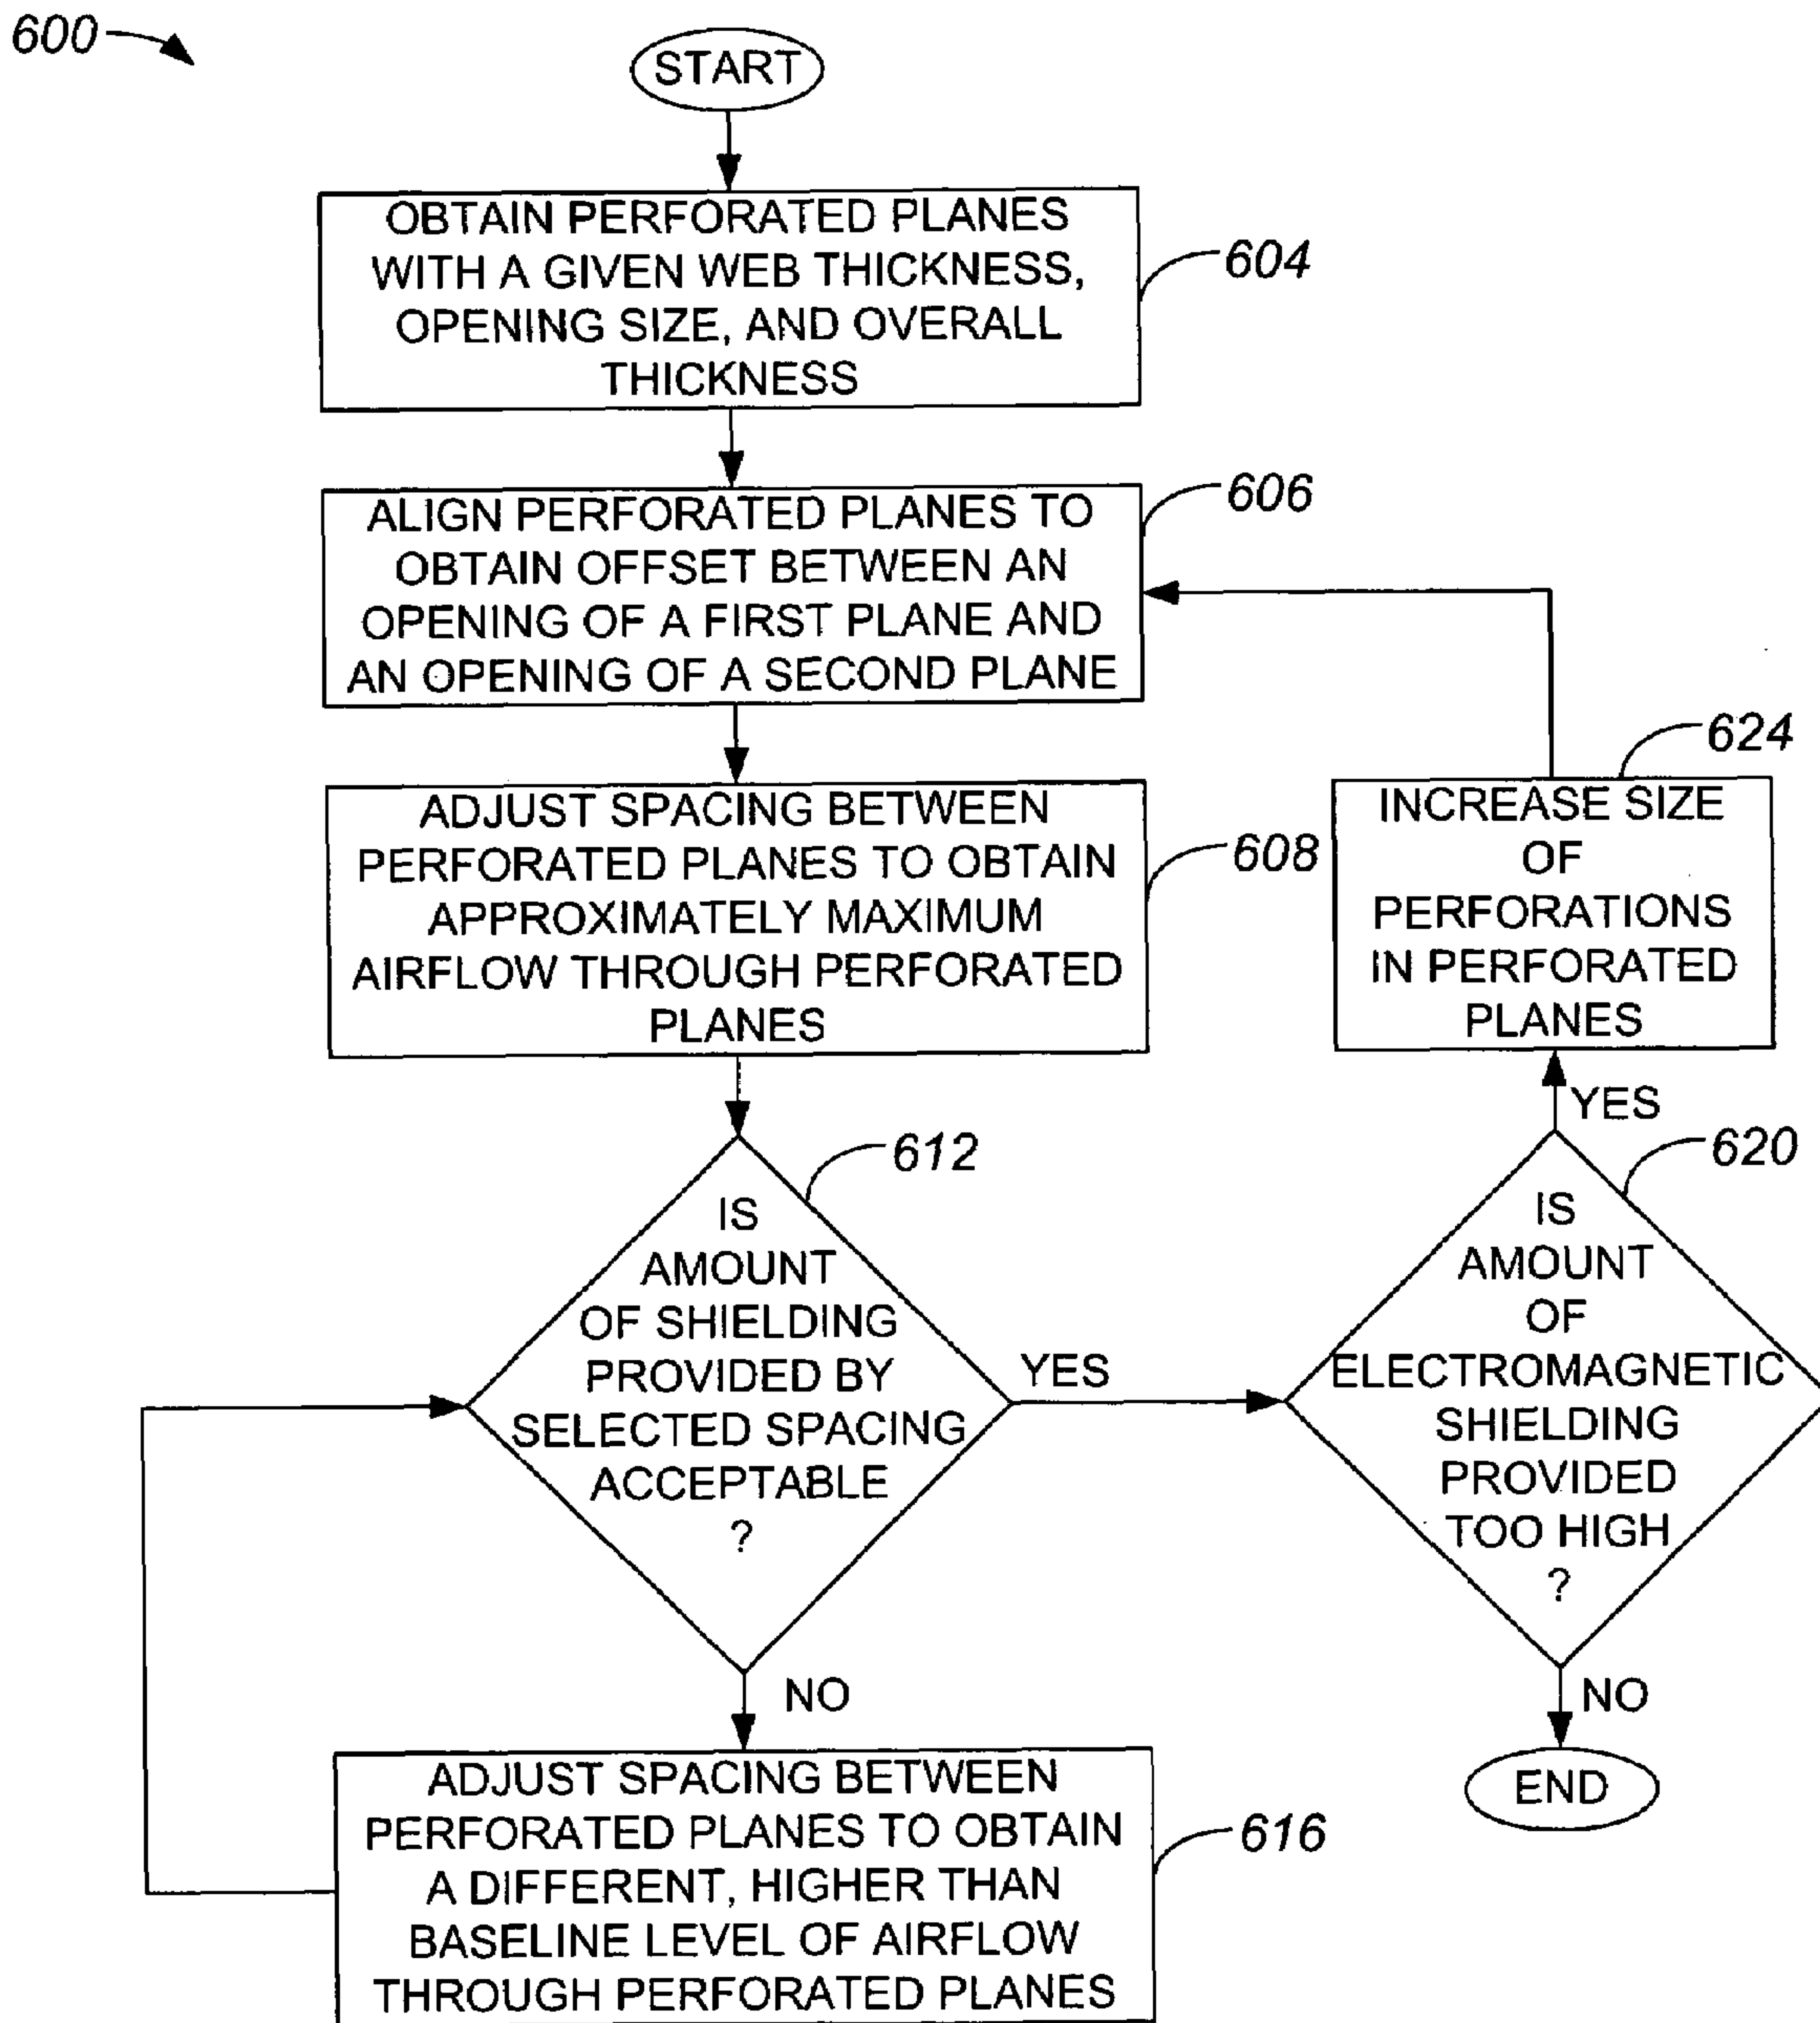 600
START
OBTAIN PERFORATED PLANES
WITH A GIVEN WEB THICKNESS,
OPENING SIZE, AND OVERALL
THICKNESS
604
ALIGN PERFORATED PLANES TO
OBTAIN OFFSET BETWEEN AN
OPENING OF A FIRST PLANE AND
AN OPENING OF A SECOND PLANE
606
ADJUST SPACING BETWEEN
PERFORATED PLANES TO OBTAIN
APPROXIMATELY MAXIMUM
AIRFLOW THROUGH PERFORATED
PLANES
608
624
INCREASE SIZE
OF
PERFORATIONS
IN PERFORATED
PLANES
YES
612
IS
AMOUNT
OF SHIELDING
PROVIDED BY
SELECTED SPACING
ACCEPTABLE
?
YES
620
IS
AMOUNT
OF
ELECTROMAGNETIC
SHIELDING
PROVIDED
TOO HIGH
?
NO
NO
ADJUST SPACING BETWEEN
PERFORATED PLANES TO OBTAIN
A DIFFERENT, HIGHER THAN
BASELINE LEVEL OF AIRFLOW
THROUGH PERFORATED PLANES
616
END